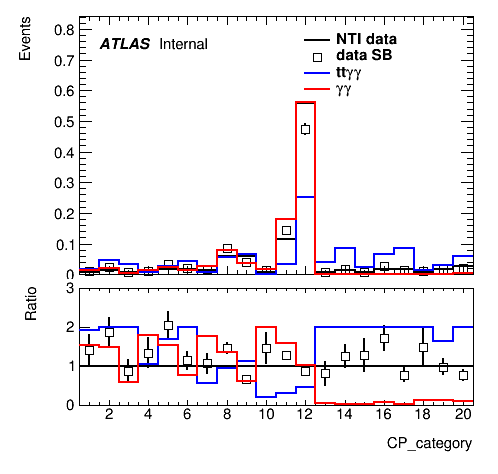 Events
ATLAS Internal
NTI data
data SB
ttγγ
γγ
0.8
0.7
0.6
0.5
0.4
0.3
0.2
0.1
0
Ratio
3
2
1
0
2 4 6 8 10 12 14 16 18 20
CP_category